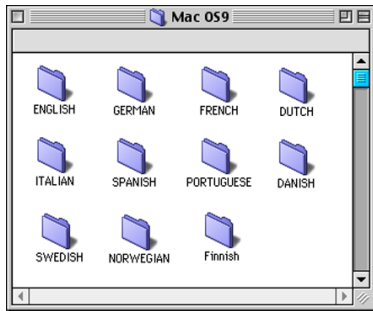 Mac OS9
ENGLISH GERMAN FRENCH DUTCH
ITALIAN SPANISH PORTUGUESE DANISH
SWEDISH NORWEGIAN Finnish